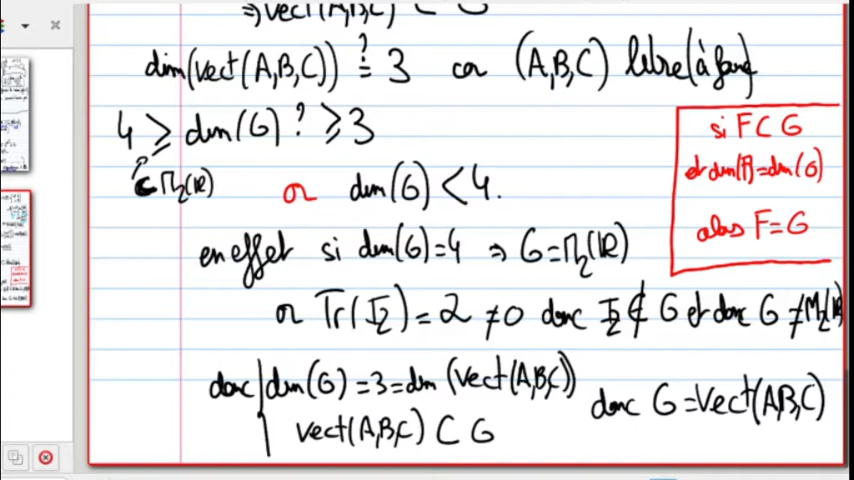 ⇒ vect(A,B,C) ⊂ G
dim(vect(A,B,C)) ?= 3 car (A,B,C) libre (à faire)
4 ≥ dim(G) ? ≥ 3
⊂ M₂(ℝ)
or dim(G) < 4.
en effet si dim(G)=4 ⇒ G = M₂(ℝ)
or Tr(I₂) = 2 ≠ 0 donc I₂ ∉ G et donc G ≠ M₂(ℝ)
donc | dim(G) = 3 = dim(vect(A,B,C))
vect(A,B,C) ⊂ G
donc G = vect(A,B,C)
si F ⊂ G
et dim(F) = dim(G)
alors F = G